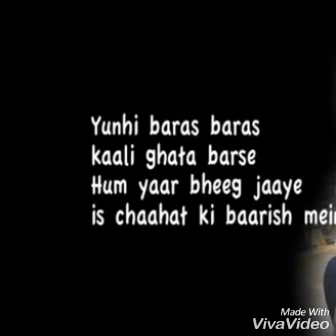 Yunhi baras baras
kaali ghata barse
Hum yaar bheeg jaaye
is chaahat ki baarish mein
Made With
VivaVideo